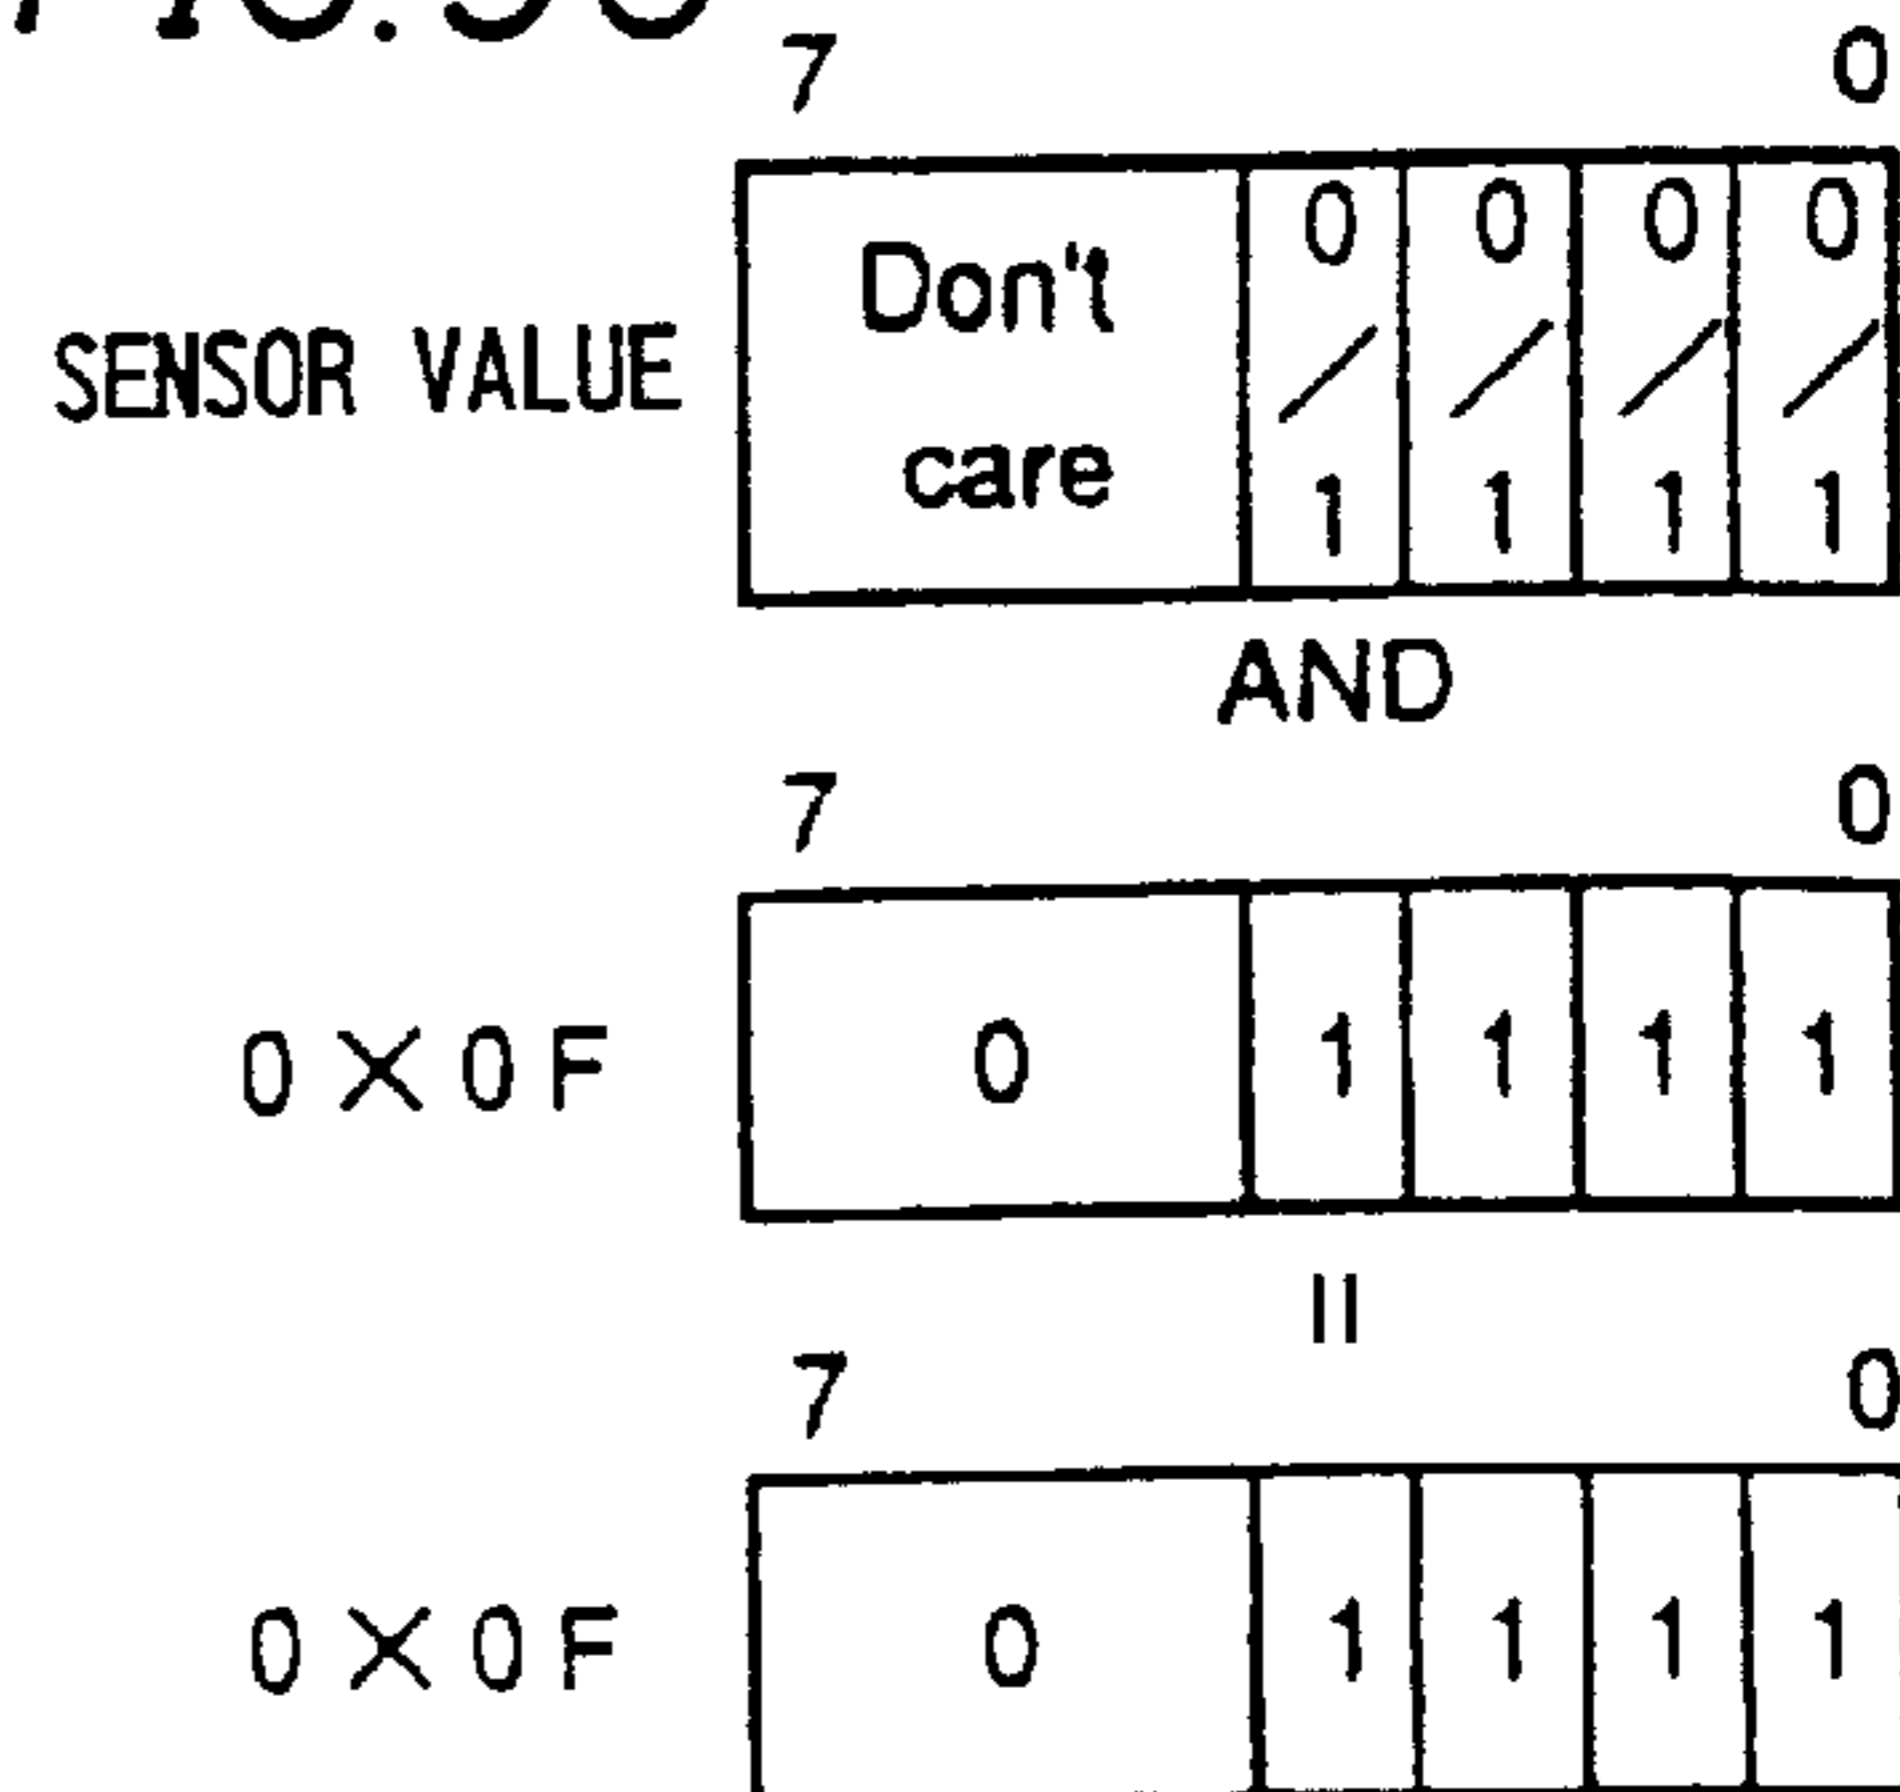 7 0
Don't
care
0 0 0 0
/ / / /
1 1 1 1
SENSOR VALUE
AND
7 0
0×0F 0 1 1 1 1
=
7 0
0×0F 0 1 1 1 1